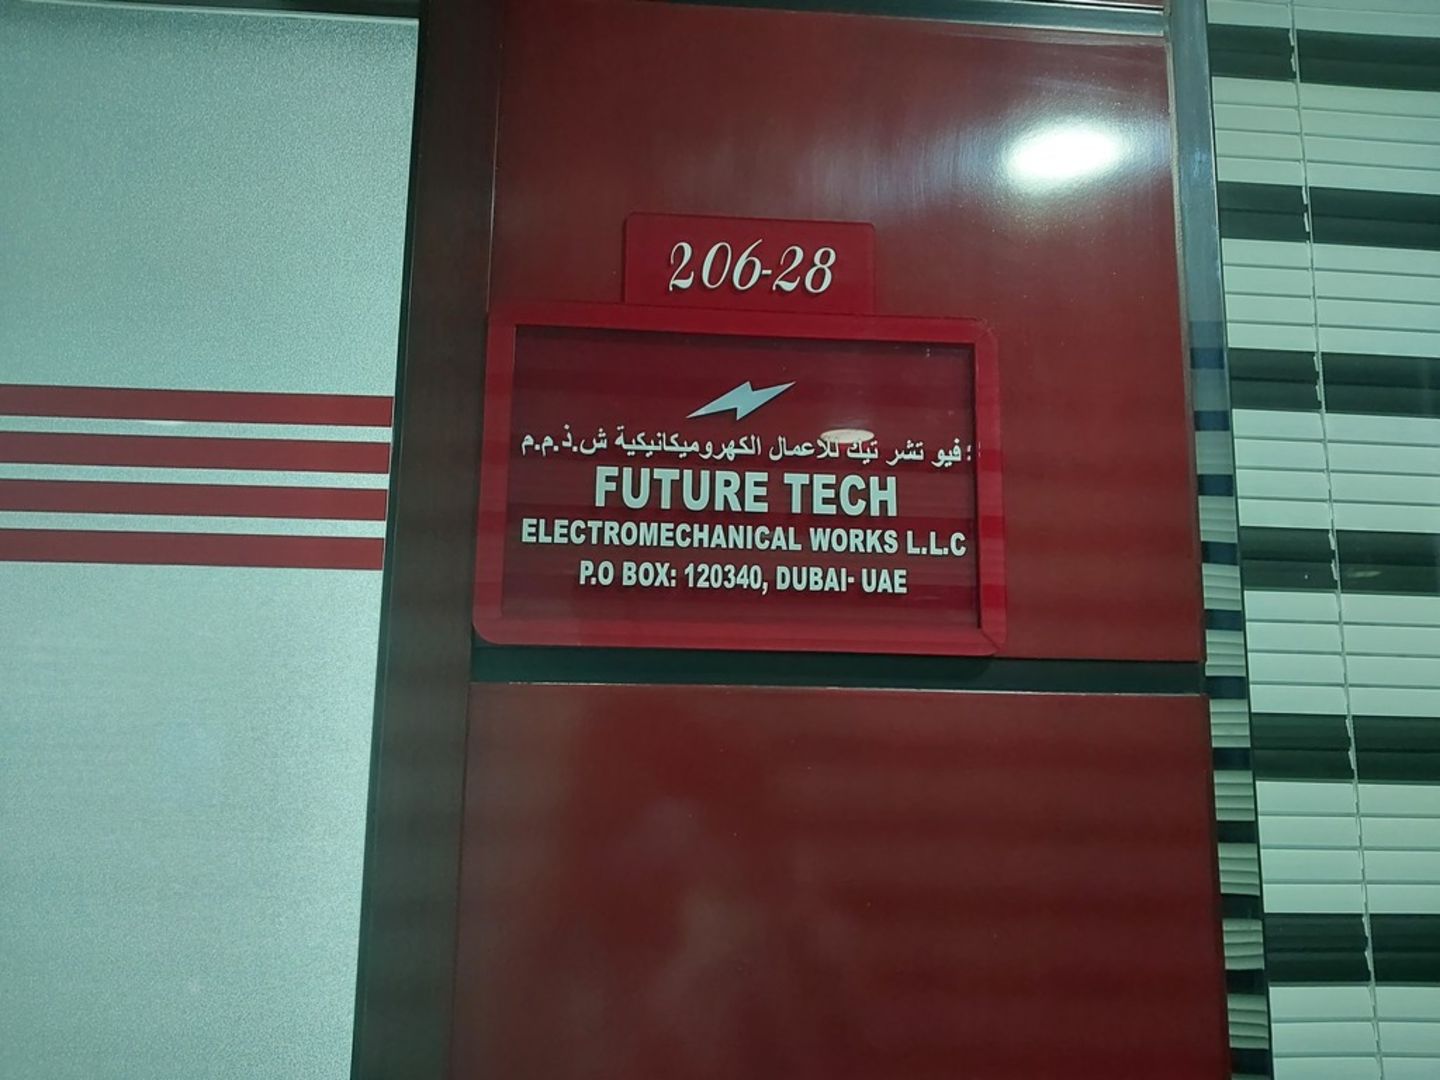 206-28
فيو تشر تيك للاعمال الكهروميكانيكية ش.ذ.م.م
FUTURE TECH
ELECTROMECHANICAL WORKS L.L.C
P.O BOX: 120340, DUBAI- UAE